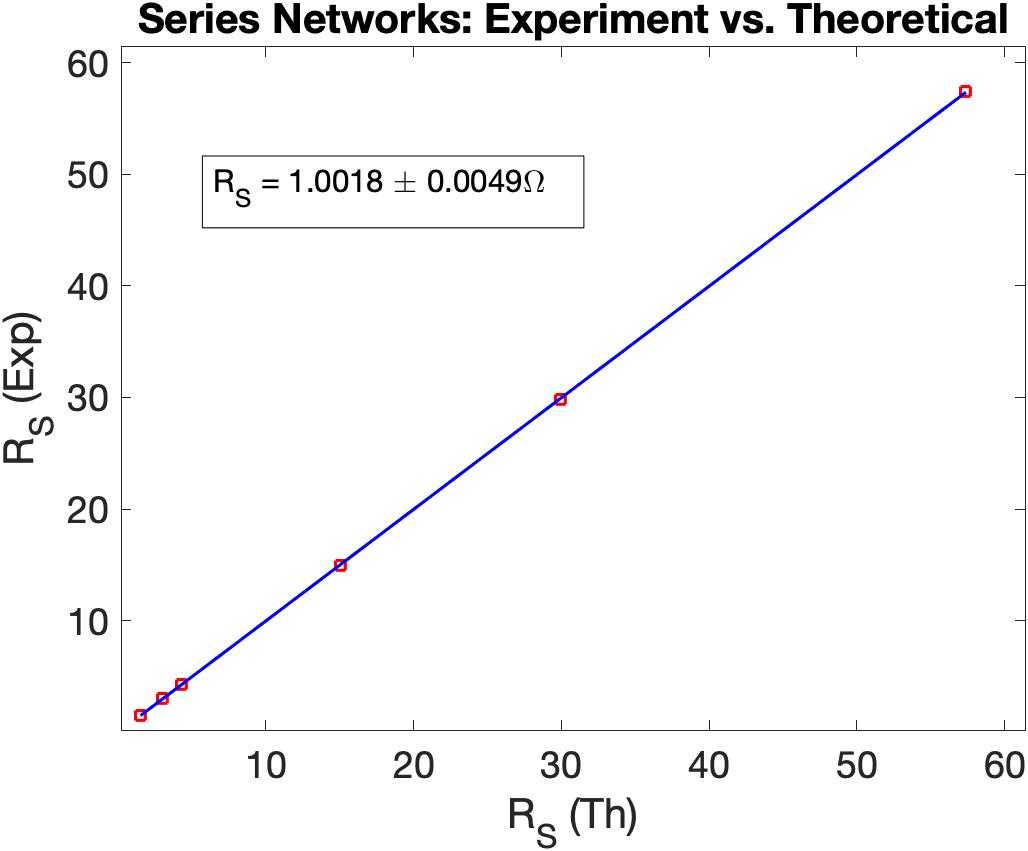 Series Networks: Experiment vs. Theoretical
60
50
40
30
20
10
R_S (Exp)
R_S = 1.0018 ± 0.0049Ω
10 20 30 40 50 60
R_S (Th)